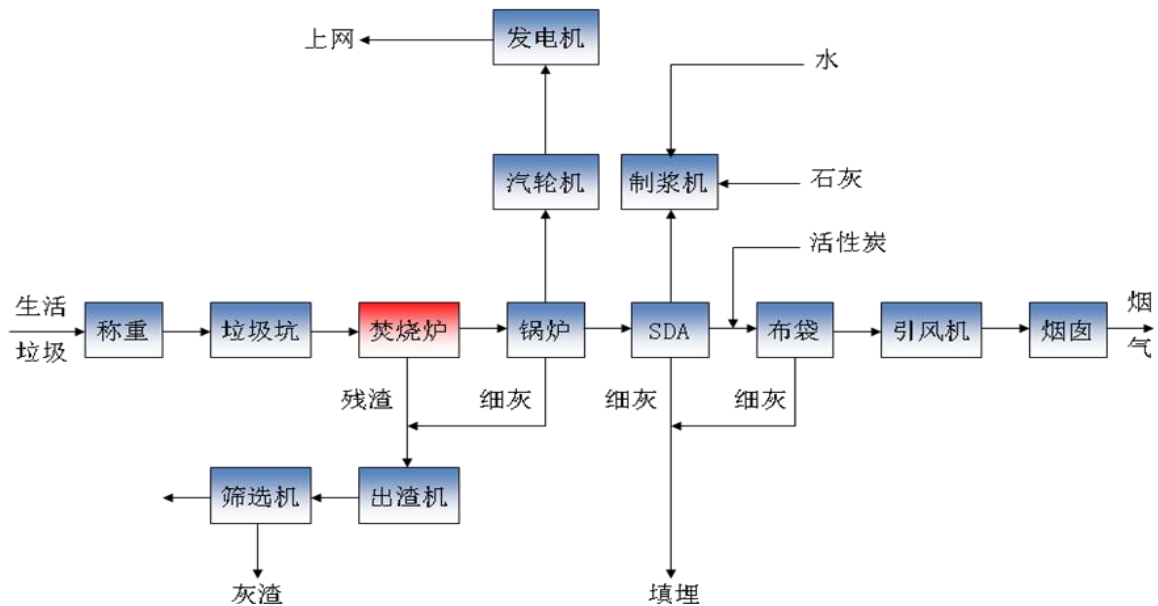 上网
发电机
水
汽轮机
制浆机
石灰
活性炭
生活
垃圾
称重
垃圾坑
焚烧炉
锅炉
SDA
布袋
引风机
烟囱
烟
气
残渣
细灰
细灰
细灰
筛选机
出渣机
灰渣
填埋